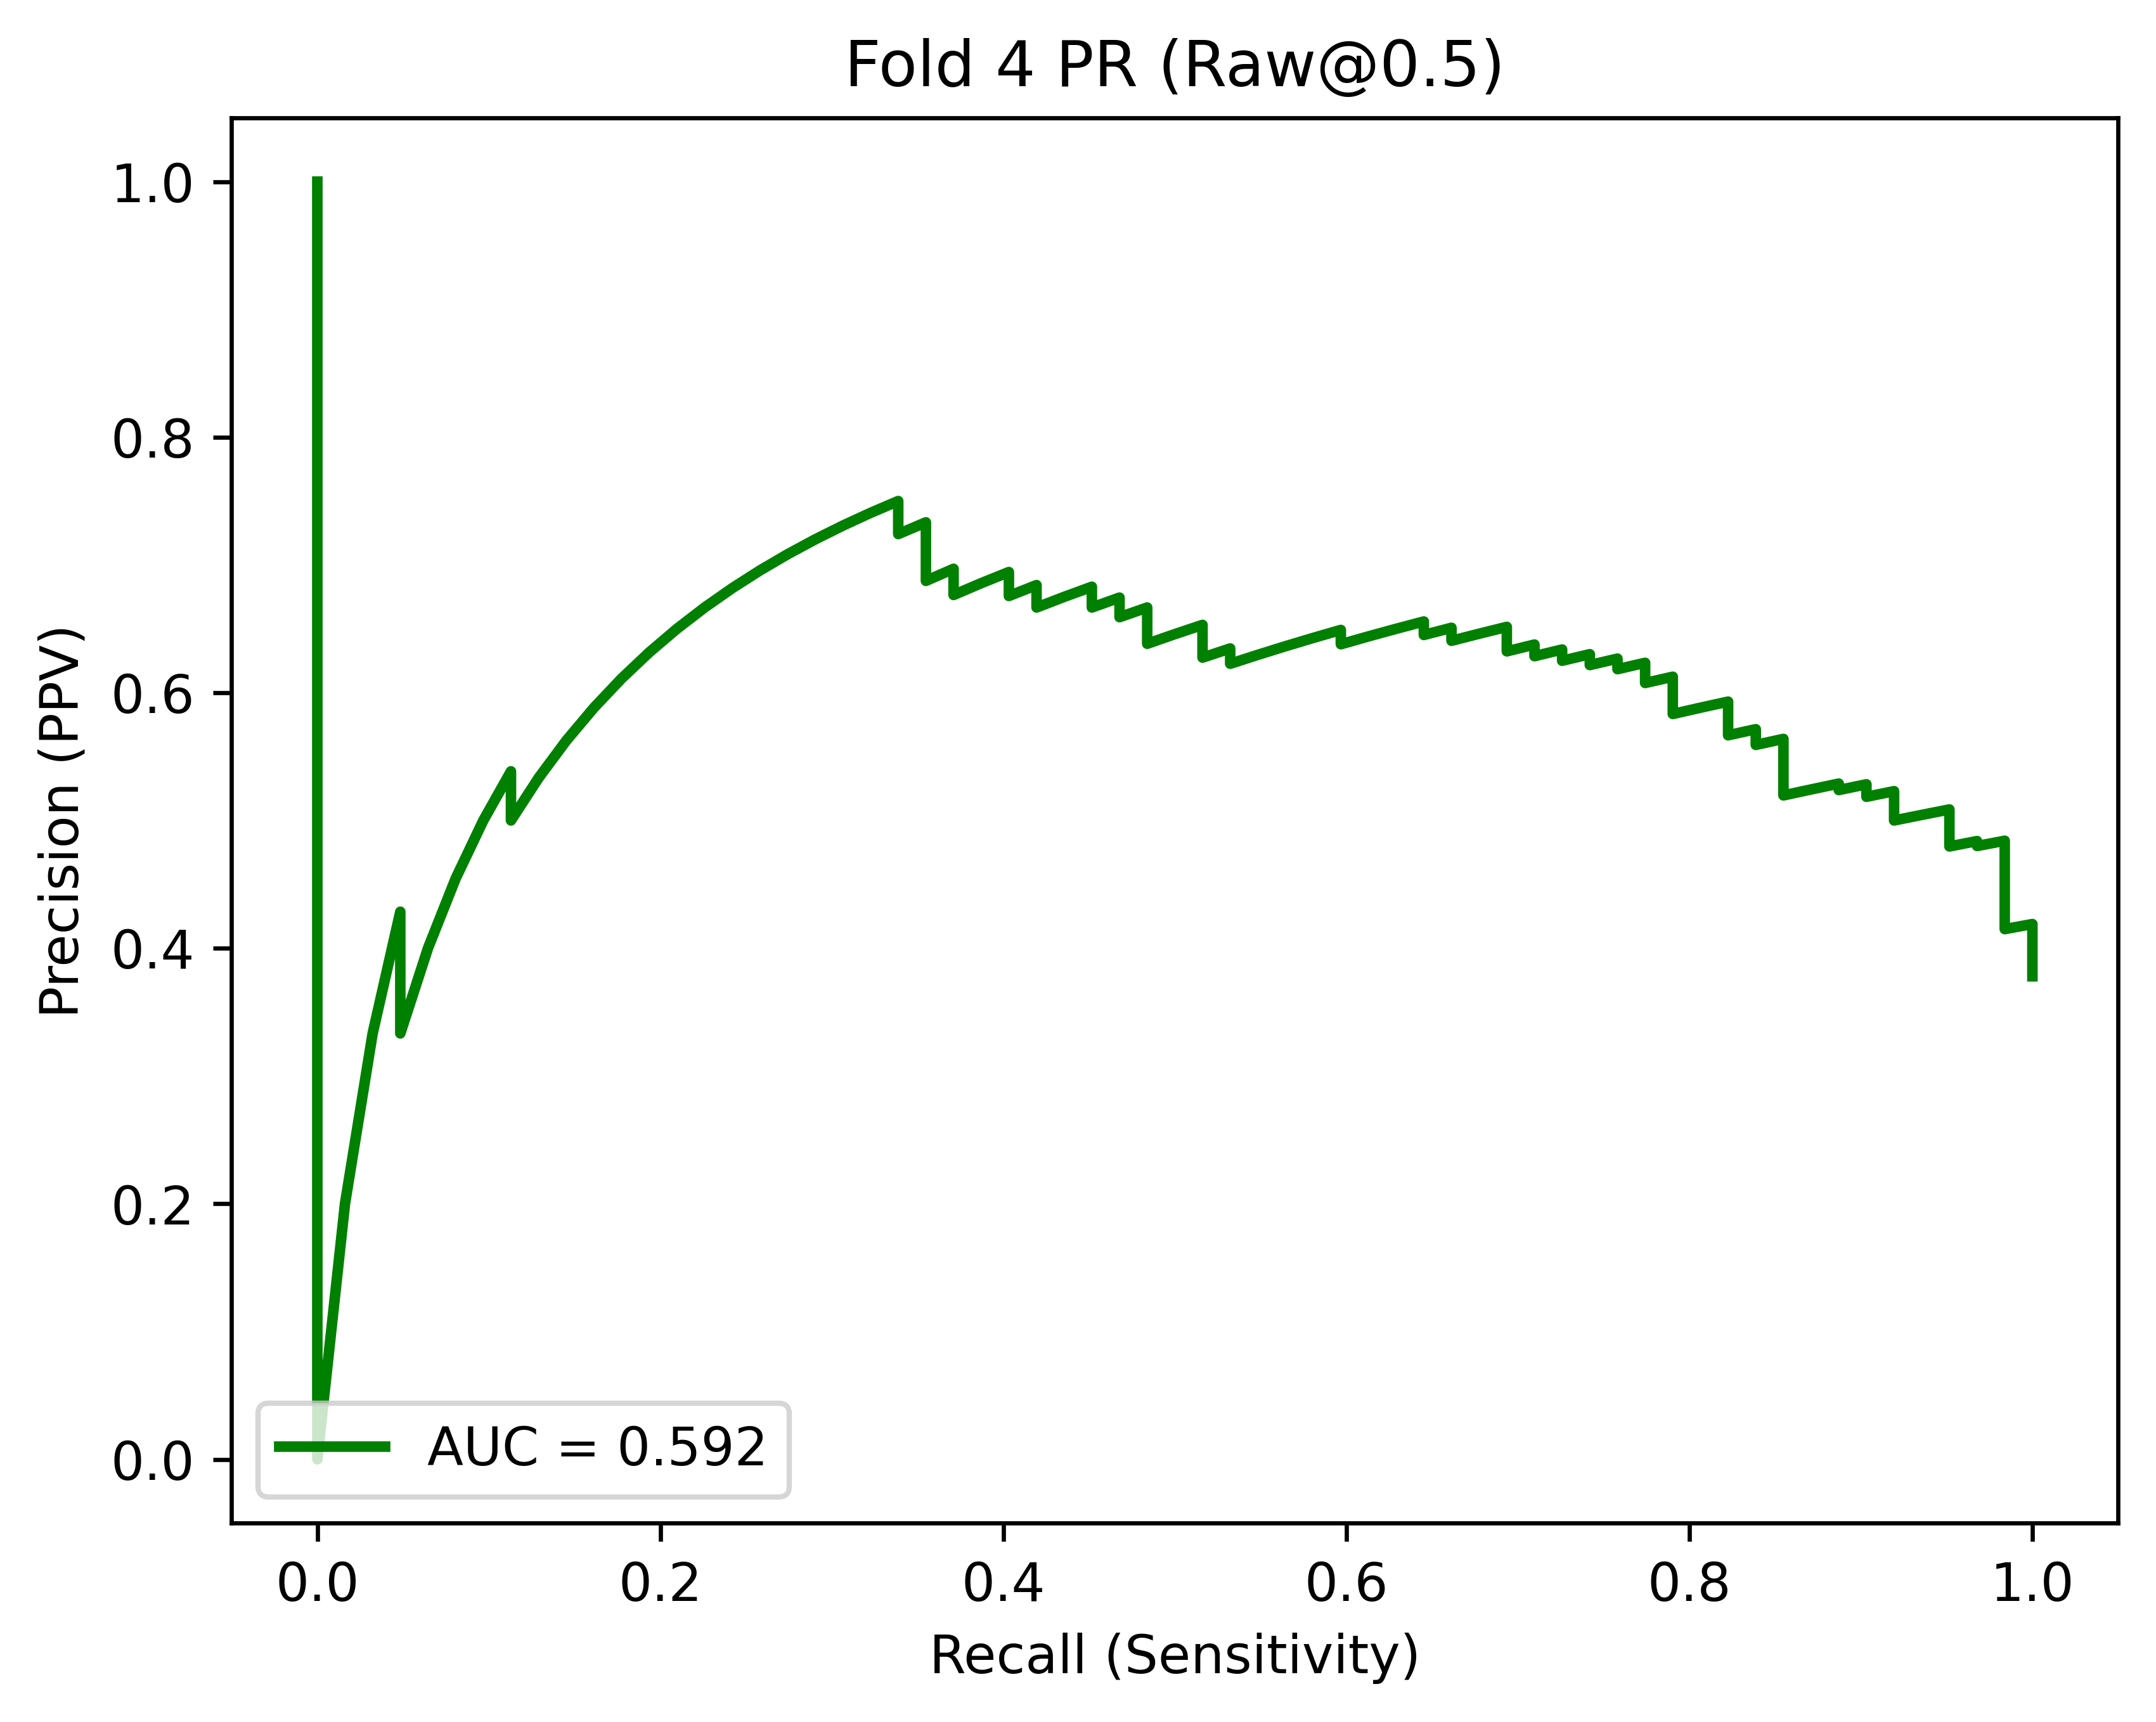 Fold 4 PR (Raw@0.5)
Precision (PPV)
1.0
0.8
0.6
0.4
0.2
0.0
AUC = 0.592
0.0 0.2 0.4 0.6 0.8 1.0
Recall (Sensitivity)